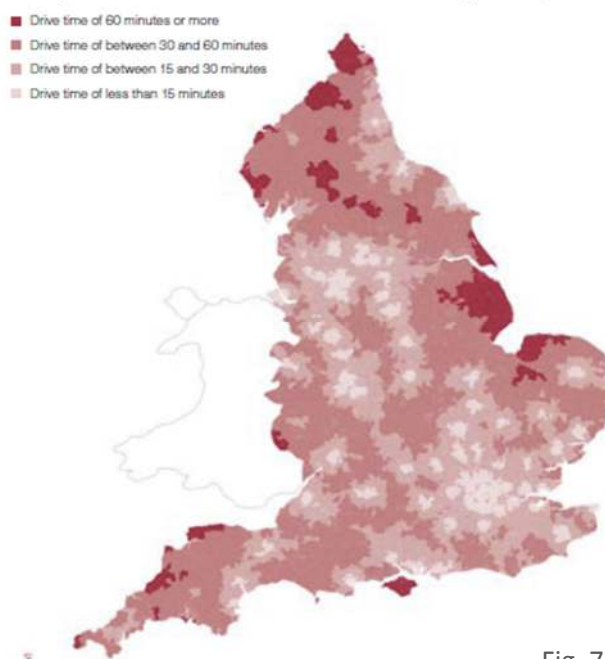 Drive time of 60 minutes or more
Drive time of between 30 and 60 minutes
Drive time of between 15 and 30 minutes
Drive time of less than 15 minutes
Fig. 7